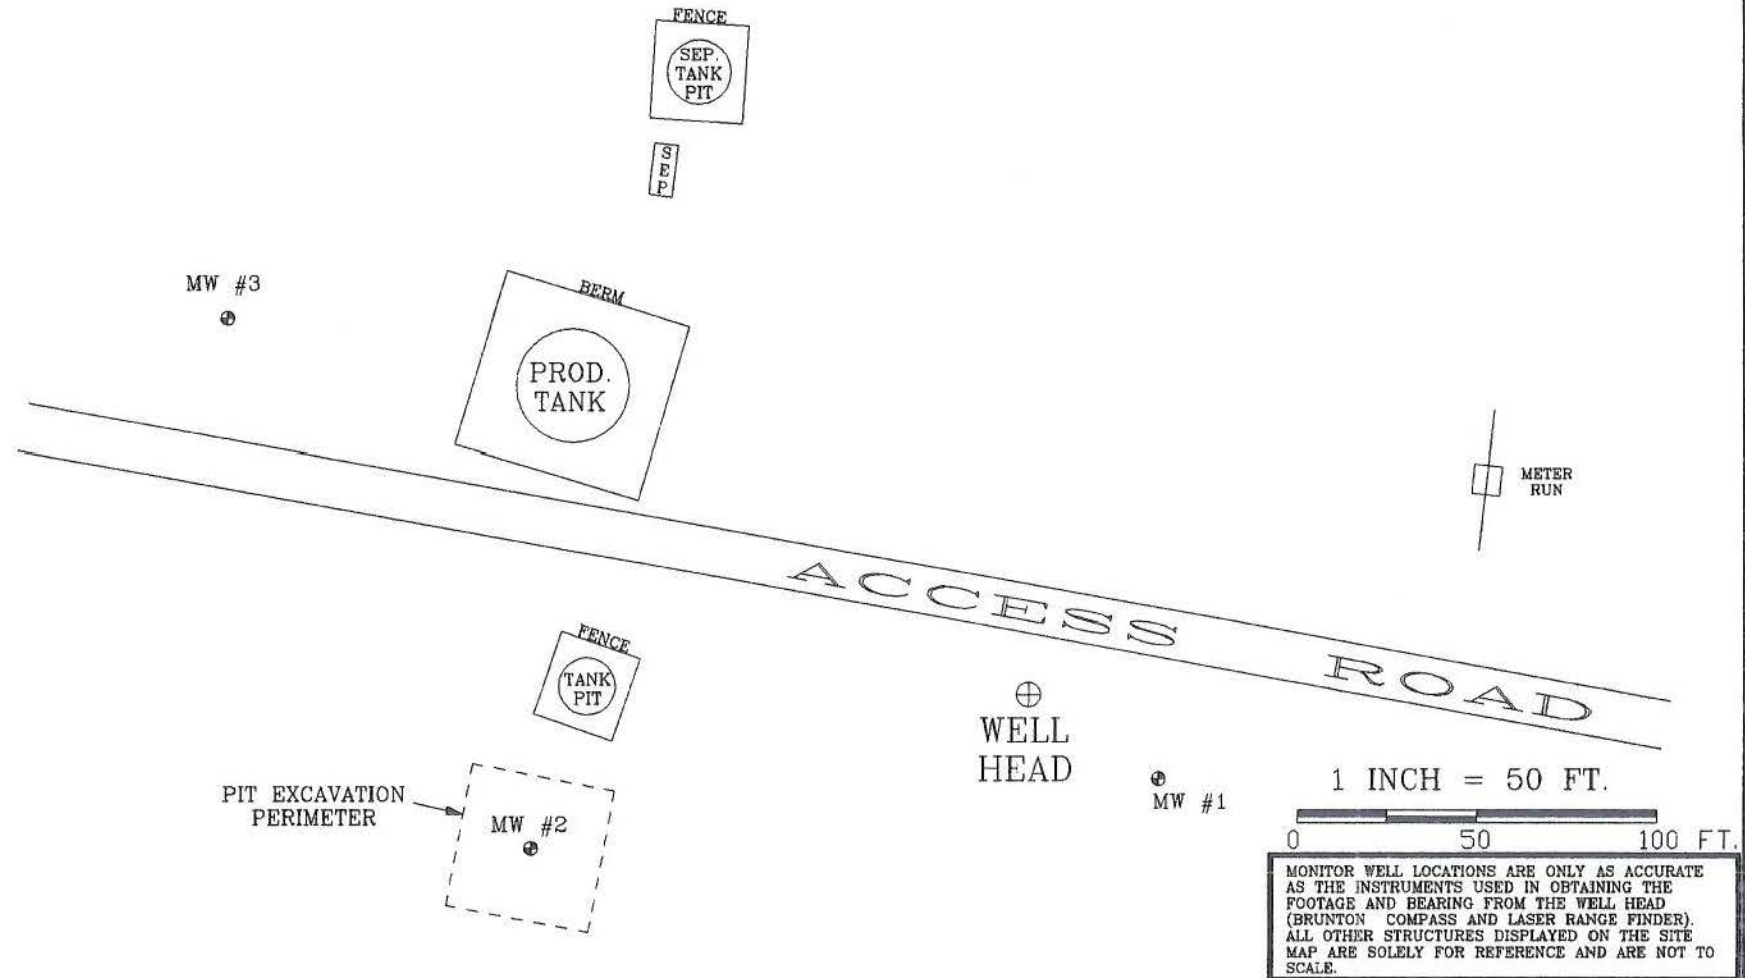 FENCE
SEP.
TANK
PIT
S
E
P
MW #3
BERM
PROD.
TANK
METER
RUN
ACCESS ROAD
FENCE
TANK
PIT
WELL
HEAD
PIT EXCAVATION
PERIMETER
MW #2
MW #1
1 INCH = 50 FT.
0 50 100 FT.
MONITOR WELL LOCATIONS ARE ONLY AS ACCURATE
AS THE INSTRUMENTS USED IN OBTAINING THE
FOOTAGE AND BEARING FROM THE WELL HEAD
(BRUNTON COMPASS AND LASER RANGE FINDER).
ALL OTHER STRUCTURES DISPLAYED ON THE SITE
MAP ARE SOLELY FOR REFERENCE AND ARE NOT TO
SCALE.